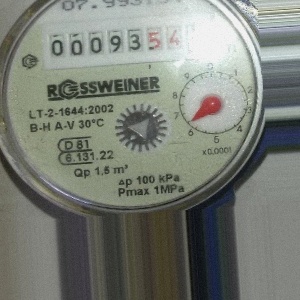 0009354
ROSSWEINER
LT-2-1644:2002
B-H A-V 30°C
D 81
6.131.22
Qp 1,5 m³
Δp 100 kPa
Pmax 1MPa
x0,0001